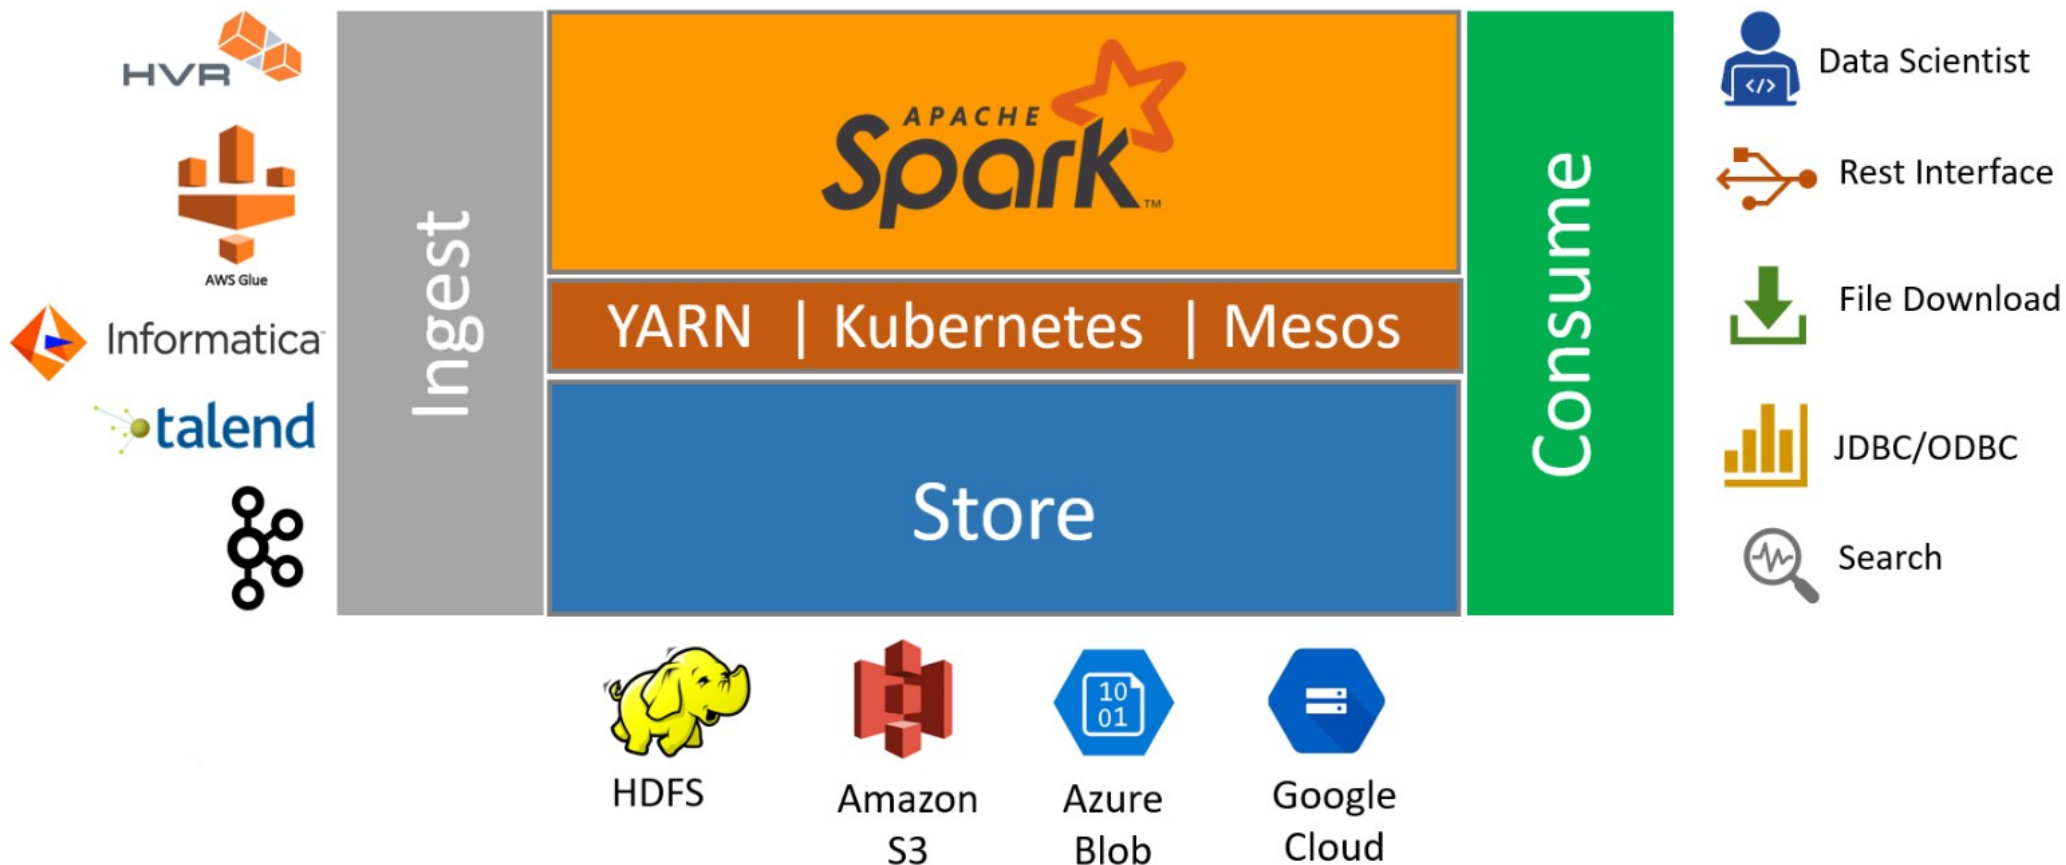 HVR
AWS Glue
Informatica
talend
Ingest
APACHE
Spark™
YARN | Kubernetes | Mesos
Store
Consume
Data Scientist
</>
Rest Interface
File Download
JDBC/ODBC
Search
HDFS
Amazon
S3
10
01
Azure
Blob
Google
Cloud